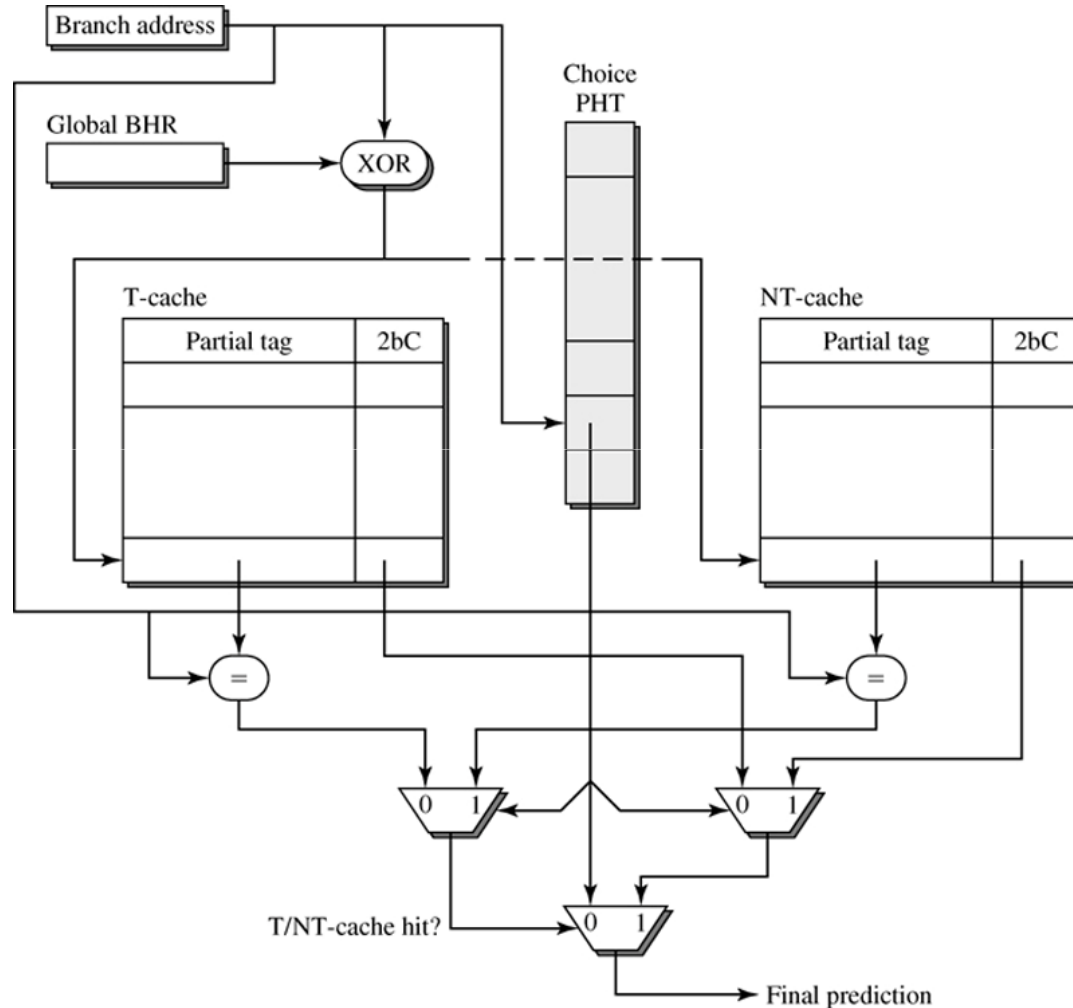 Branch address
Choice
PHT
Global BHR
XOR
T-cache
NT-cache
Partial tag 2bC
Partial tag 2bC
= =
0 1
0 1
0 1
T/NT-cache hit?
Final prediction